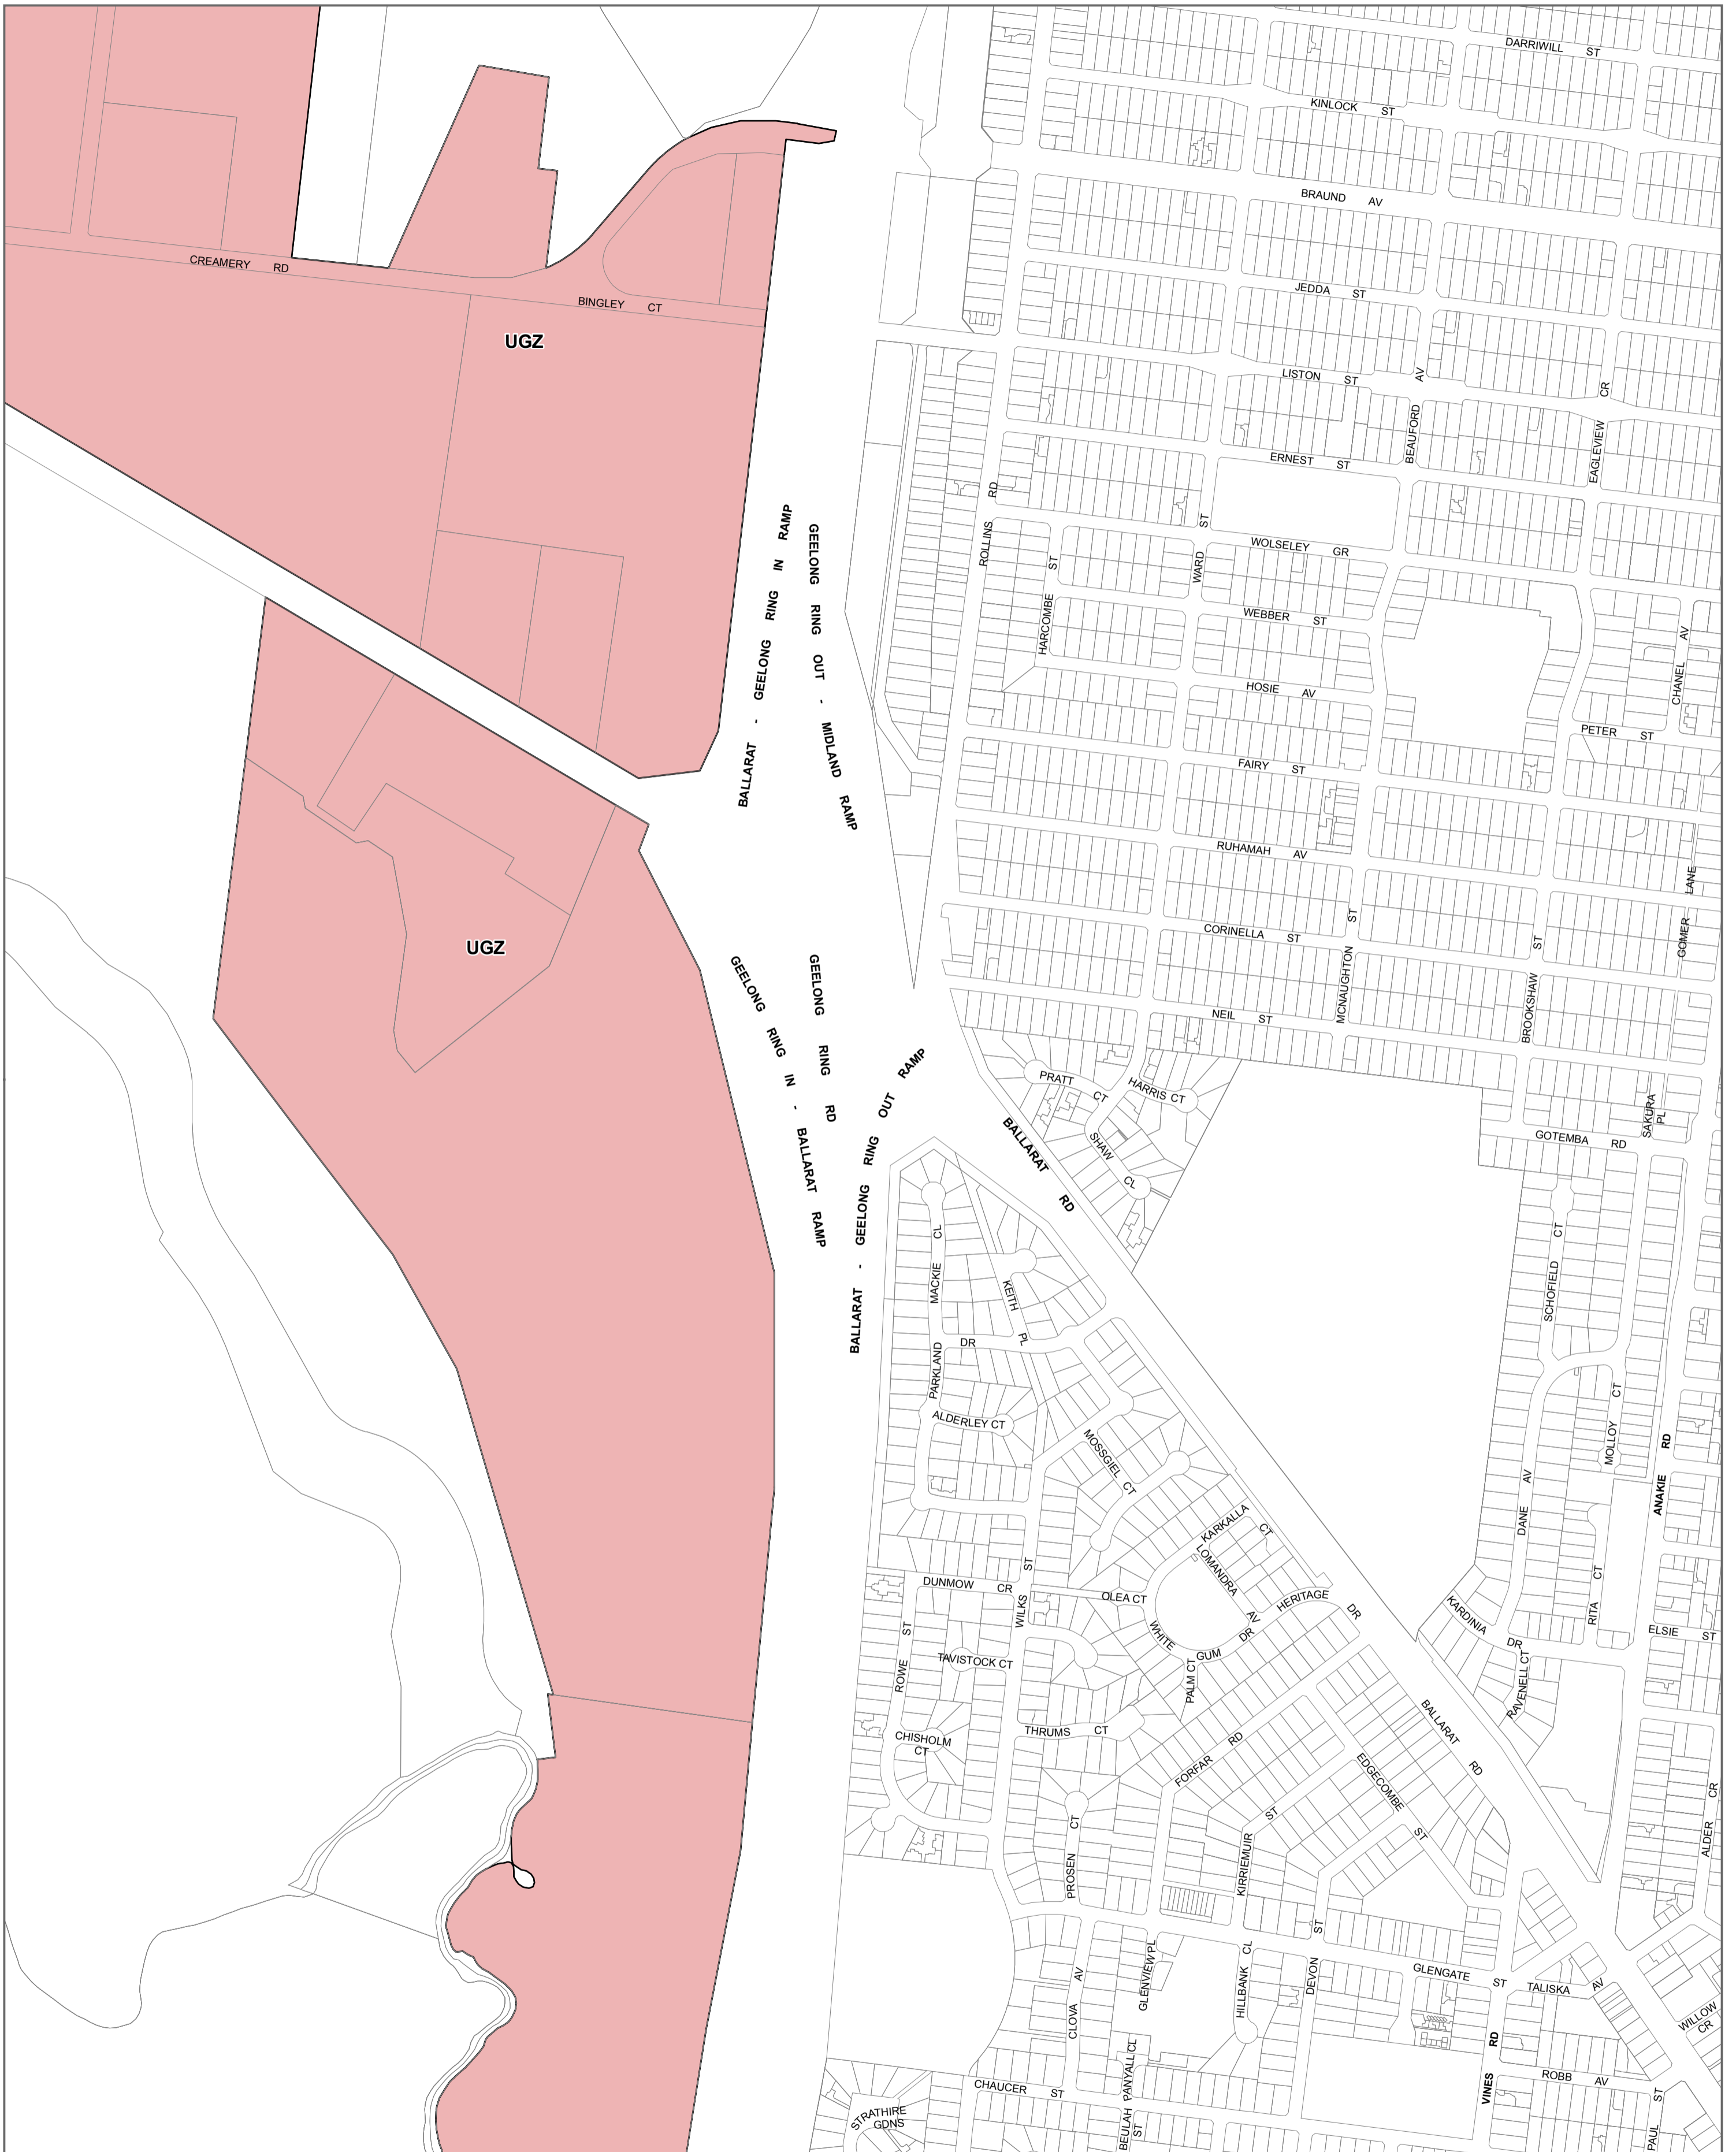 DARRIWILL ST
KINLOCK ST
BRAUND AV
CREAMERY RD
BINGLEY CT
JEDDA ST
UGZ
LISTON ST
BEAUFORD AV
EAGLEVIEW CR
ERNEST ST
ROLLINS RD
BALLARAT - GEELONG RING IN RAMP
GEELONG RING OUT - MIDLAND RAMP
WARD ST
WOLSELEY GR
HARCOMBE ST
WEBBER ST
CHANEL AV
HOSIE AV
PETER ST
FAIRY ST
RUHAMAH AV
GOMER LANE
CORINELLA ST
UGZ
MCNAUGHTON ST
BROOKSHAW ST
GEELONG RING IN - BALLARAT RAMP
GEELONG RING RD
NEIL ST
BALLARAT - GEELONG RING OUT RAMP
PRATT CT
HARRIS CT
SHAW CL
BALLARAT RD
SAKURA PL
GOTEMBA RD
MACKIE CL
KEITH PL
SCHOFIELD CT
PARKLAND DR
ALDERLEY CT
MOSSGIEL CT
MOLLOY CT
ANAKIE RD
DANE AV
KARKALLA CT
LOMANDRA AV
DUNMOW CR
WILKS ST
OLEA CT
HERITAGE DR
RITA CT
KARDINIA DR
ELSIE ST
ROWE ST
WHITE GUM DR
TAVISTOCK CT
PALM CT
RAVENELL CT
THRUMS CT
CHISHOLM
CT
FORFAR RD
BALLARAT RD
EDGECOMBE ST
ALDER CR
PROSEN CT
KIRRIEMUIR ST
CLOVA AV
GLENVIEW PL
HILLBANK CL
DEVON ST
GLENGATE ST
TALISKA AV
WILLOW
CR
VINES RD
ROBB AV
CHAUCER ST
PANYALL CL
BEULAH ST
STRATHIRE
GDNS
PAUL ST